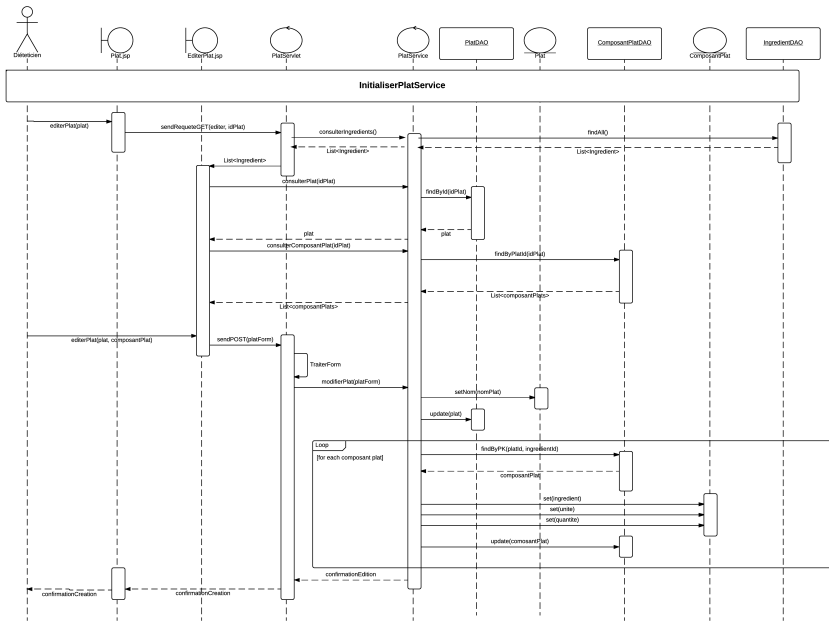 Dieteticien
Plat.jsp
EditerPlat.jsp
PlatServlet
PlatService
PlatDAO
Plat
ComposantPlatDAO
ComposantPlat
IngredientDAO
InitialiserPlatService
editerPlat(plat)
sendRequeteGET(editer, idPlat)
consulterIngredients()
findAll()
List<Ingredient>
List<Ingredient>
List<Ingredient>
consulterPlat(idPlat)
findById(idPlat)
plat
plat
consulterComposantPlat(idPlat)
findByPlatId(idPlat)
List<composantPlats>
List<composantPlats>
editerPlat(plat, composantPlat)
sendPOST(platForm)
TraiterForm
modifierPlat(platForm)
setNom(nomPlat)
update(plat)
Loop
[for each composant plat]
findByPK(platId, ingredientId)
composantPlat
set(ingredient)
set(unite)
set(quantite)
update(comosantPlat)
confirmationEdition
confirmationCreation
confirmationCreation